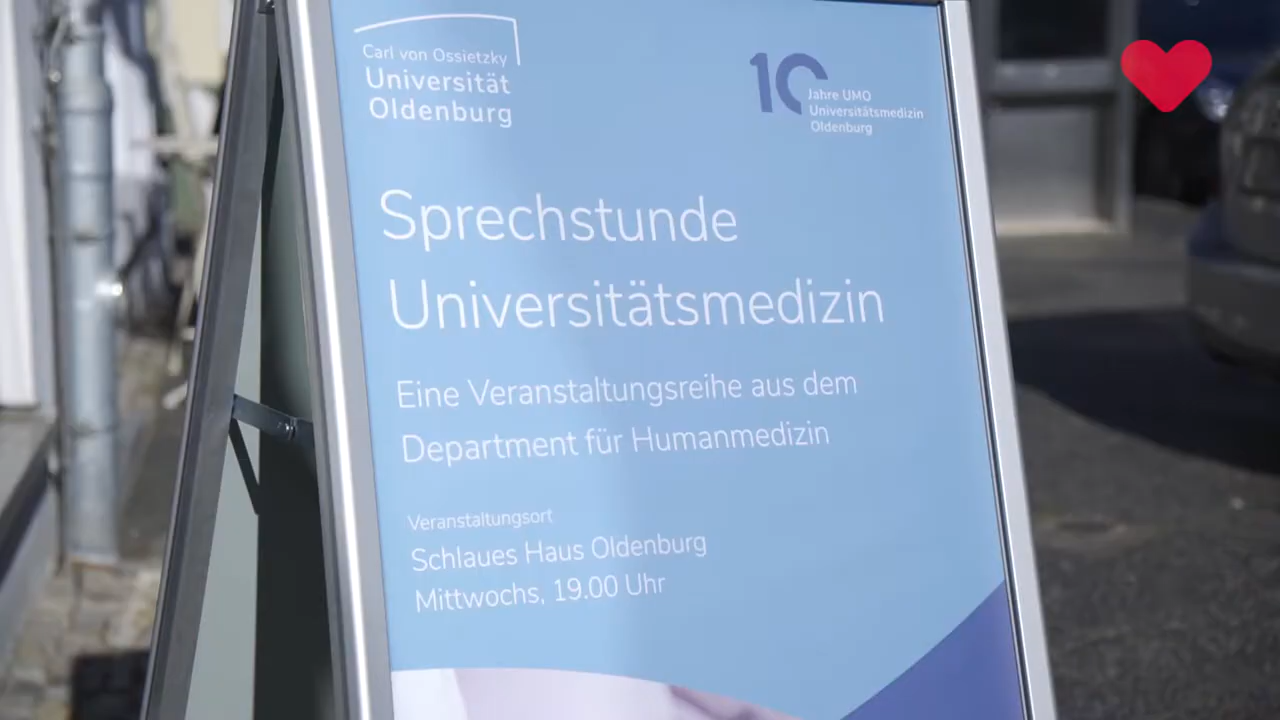 Carl von Ossietzky
Universität
Oldenburg
10
Jahre UMO
Universitätsmedizin
Oldenburg
Sprechstunde
Universitätsmedizin
Eine Veranstaltungsreihe aus dem
Department für Humanmedizin
Veranstaltungsort
Schlaues Haus Oldenburg
Mittwochs, 19.00 Uhr